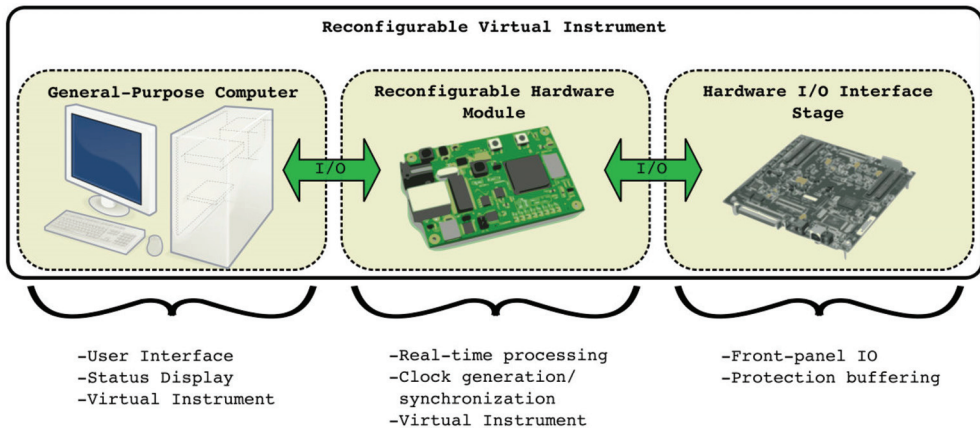 Reconfigurable Virtual Instrument
General-Purpose Computer
Reconfigurable Hardware
Module
Hardware I/O Interface
Stage
I/O
I/O
-User Interface
-Status Display
-Virtual Instrument
-Real-time processing
-Clock generation/
synchronization
-Virtual Instrument
-Front-panel IO
-Protection buffering